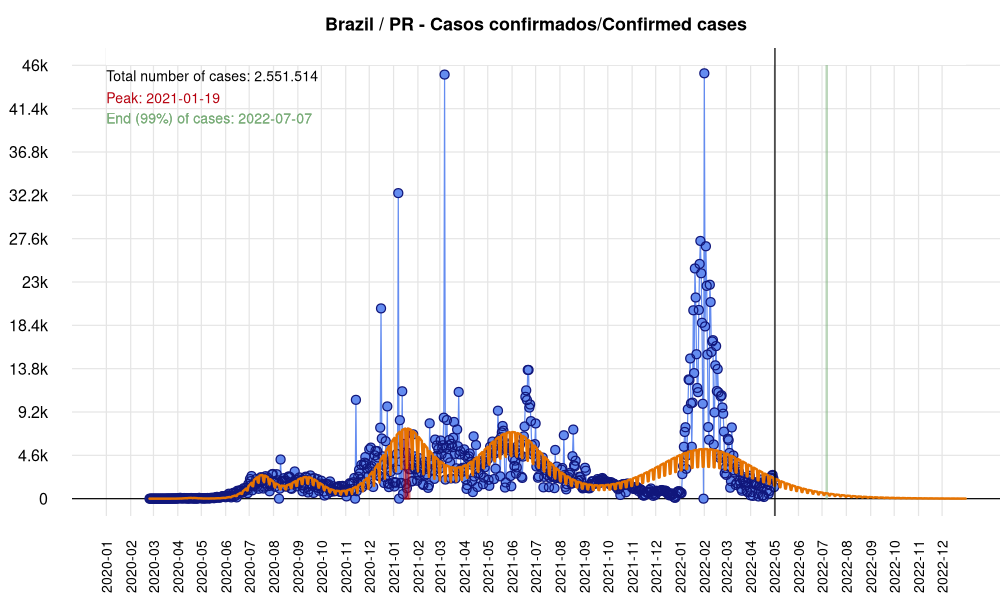 Brazil / PR - Casos confirmados/Confirmed cases
Total number of cases: 2.551.514
Peak: 2021-01-19
End (99%) of cases: 2022-07-07
46k
41.4k
36.8k
32.2k
27.6k
23k
18.4k
13.8k
9.2k
4.6k
0
2020-01
2020-02
2020-03
2020-04
2020-05
2020-06
2020-07
2020-08
2020-09
2020-10
2020-11
2020-12
2021-01
2021-02
2021-03
2021-04
2021-05
2021-06
2021-07
2021-08
2021-09
2021-10
2021-11
2021-12
2022-01
2022-02
2022-03
2022-04
2022-05
2022-06
2022-07
2022-08
2022-09
2022-10
2022-11
2022-12